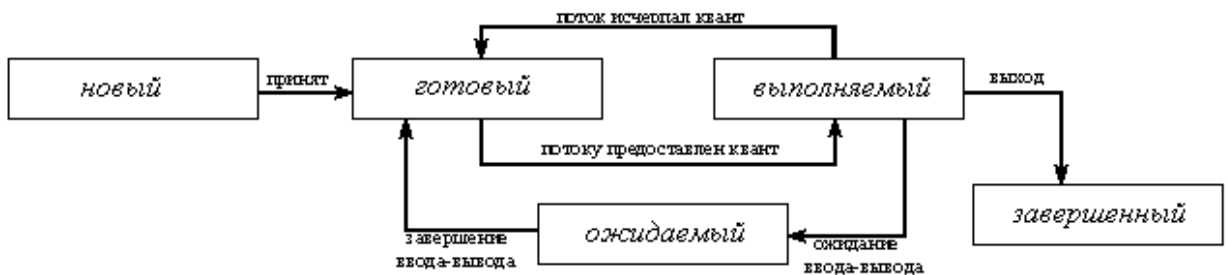 поток исчерпал квант
новый
принят
готовый
выполняемый
выход
потоку предоставлен квант
завершенный
ожидаемый
завершение
ввода-вывода
ожидание
ввода-вывода